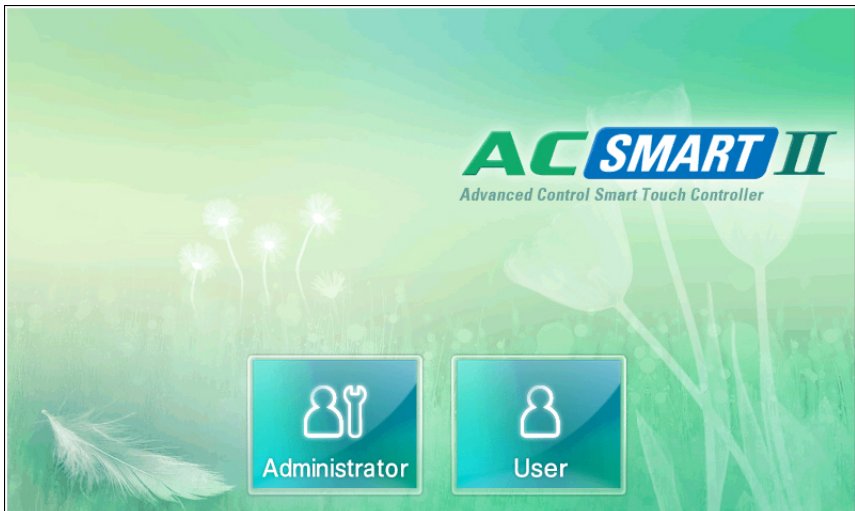 AC SMART II
Advanced Control Smart Touch Controller
Administrator
User